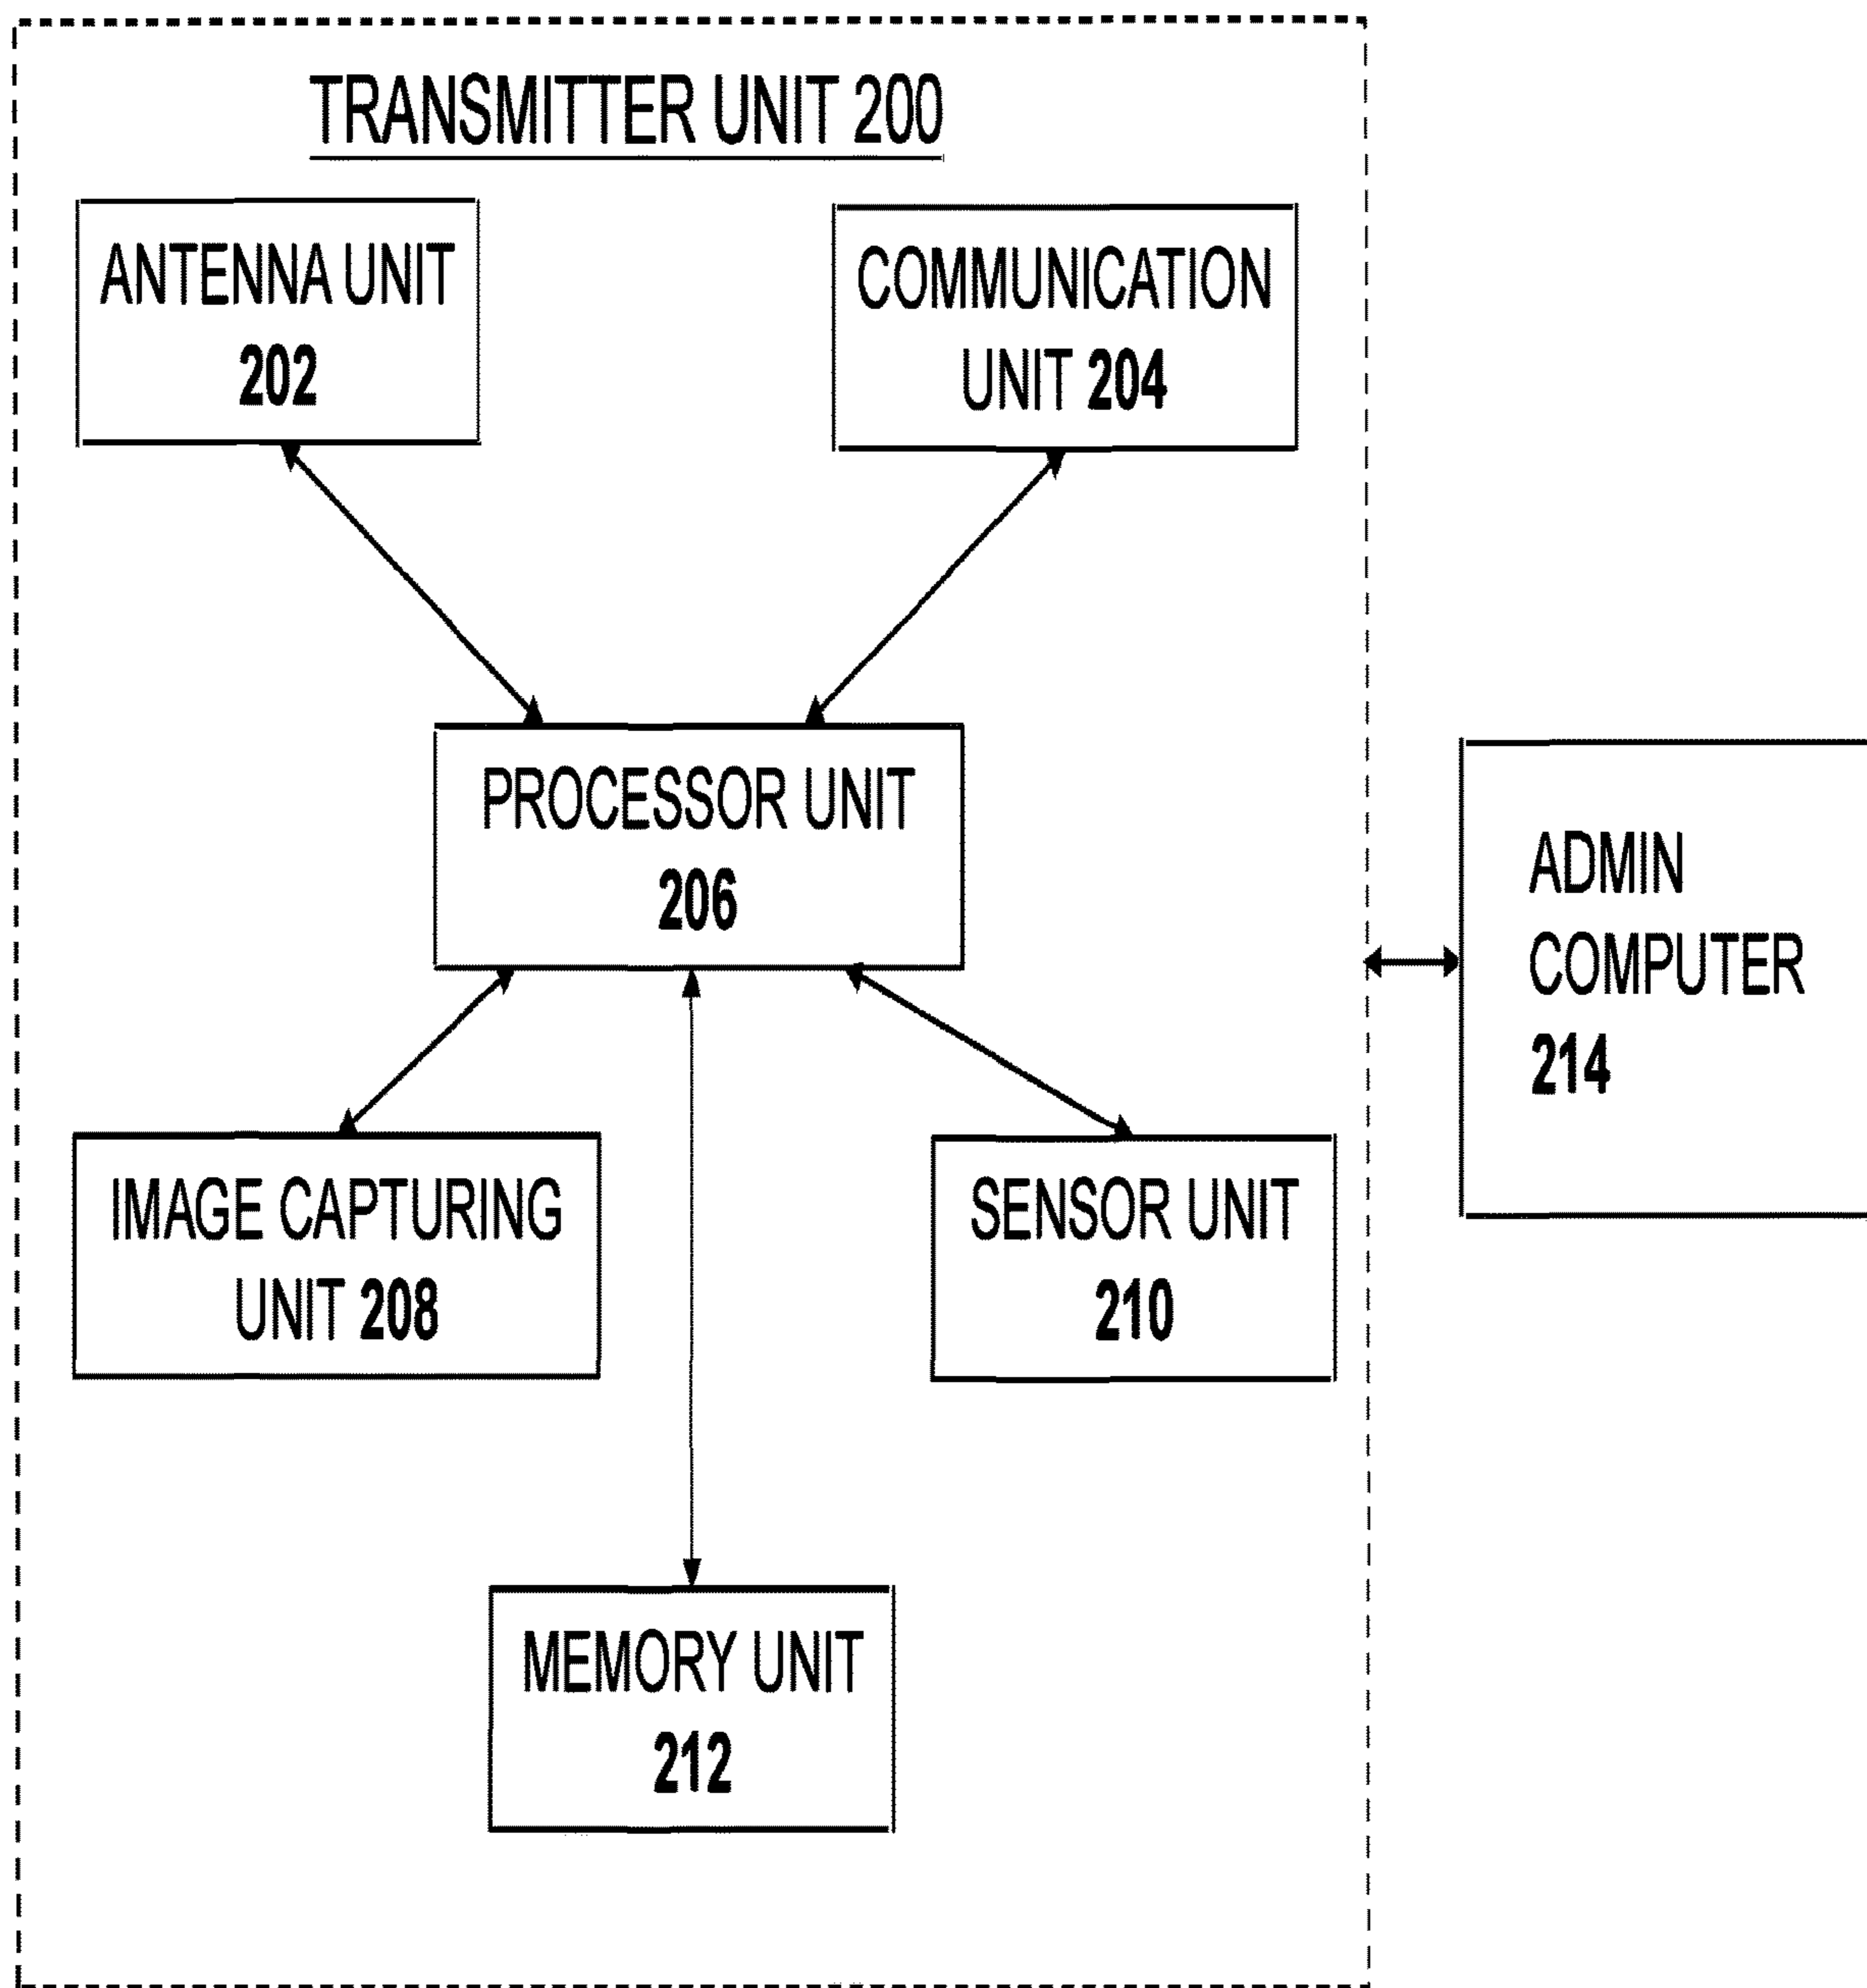 TRANSMITTER UNIT 200
ANTENNA UNIT
202
COMMUNICATION
UNIT 204
PROCESSOR UNIT
206
ADMIN
COMPUTER
214
IMAGE CAPTURING
UNIT 208
SENSOR UNIT
210
MEMORY UNIT
212